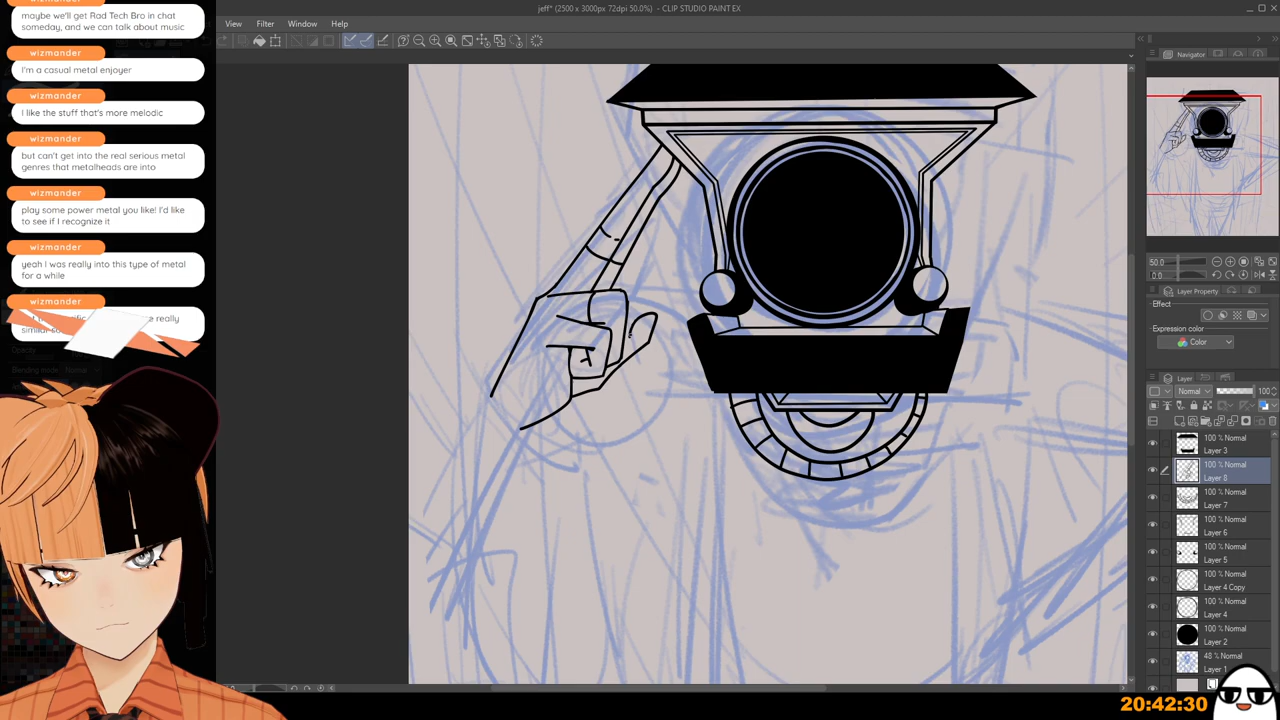 jeff* (2500 x 3000px 72dpi 50.0%) - CLIP STUDIO PAINT EX
View Filter Window Help
maybe we'll get Rad Tech Bro in chat
someday, and we can talk about music
wizmander
I'm a casual metal enjoyer
wizmander
I like the stuff that's more melodic
wizmander
but can't get into the real serious metal
genres that metalheads are into
wizmander
play some power metal you like! I'd like
to see if I recognize it
wizmander
yeah I was really into this type of metal
for a while
wizmander
really
Navigator
50.0
0.0
Layer Property
Effect
Expression color
Color
Layer
Normal
100
100 % Normal
Layer 3
100 % Normal
Layer 8
100 % Normal
Layer 7
100 % Normal
Layer 6
100 % Normal
Layer 5
100 % Normal
Layer 4 Copy
100 % Normal
Layer 4
100 % Normal
Layer 2
48 % Normal
Layer 1
20:42:30